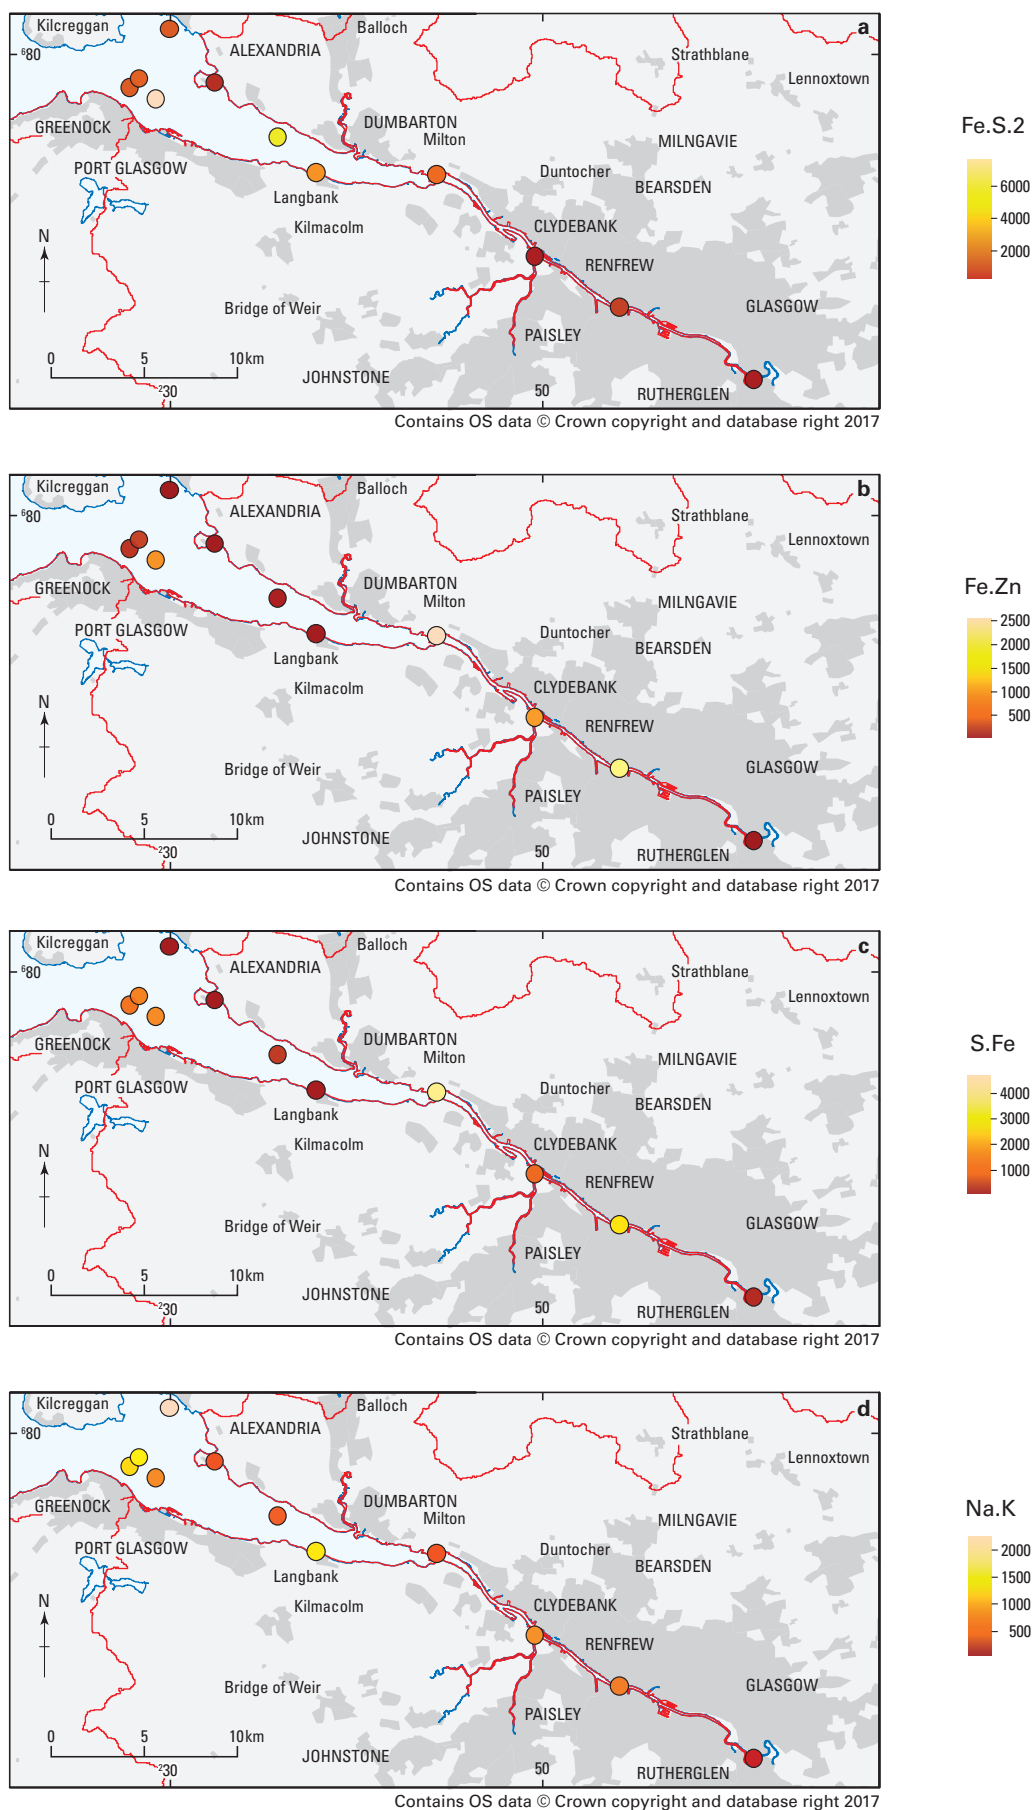 Kilcreggan
Balloch
a
ALEXANDRIA
Strathblane
⁶80
Lennoxtown
GREENOCK
DUMBARTON
Milton
MILNGAVIE
PORT GLASGOW
Duntocher
BEARSDEN
Langbank
Kilmacolm
CLYDEBANK
N
RENFREW
Bridge of Weir
GLASGOW
PAISLEY
0 5 10 km
JOHNSTONE
²30
50
RUTHERGLEN
Contains OS data © Crown copyright and database right 2017
Fe.S.2
6000
4000
2000
Kilcreggan
Balloch
b
ALEXANDRIA
Strathblane
⁶80
Lennoxtown
GREENOCK
DUMBARTON
Milton
MILNGAVIE
PORT GLASGOW
Duntocher
BEARSDEN
Langbank
Kilmacolm
CLYDEBANK
N
RENFREW
Bridge of Weir
GLASGOW
PAISLEY
0 5 10 km
JOHNSTONE
²30
50
RUTHERGLEN
Contains OS data © Crown copyright and database right 2017
Fe.Zn
2500
2000
1500
1000
500
Kilcreggan
Balloch
c
ALEXANDRIA
Strathblane
⁶80
Lennoxtown
GREENOCK
DUMBARTON
Milton
MILNGAVIE
PORT GLASGOW
Duntocher
BEARSDEN
Langbank
Kilmacolm
CLYDEBANK
N
RENFREW
Bridge of Weir
GLASGOW
PAISLEY
0 5 10 km
JOHNSTONE
²30
50
RUTHERGLEN
Contains OS data © Crown copyright and database right 2017
S.Fe
4000
3000
2000
1000
Kilcreggan
Balloch
d
ALEXANDRIA
Strathblane
⁶80
Lennoxtown
GREENOCK
DUMBARTON
Milton
MILNGAVIE
PORT GLASGOW
Duntocher
BEARSDEN
Langbank
Kilmacolm
CLYDEBANK
N
RENFREW
Bridge of Weir
GLASGOW
PAISLEY
0 5 10 km
JOHNSTONE
²30
50
RUTHERGLEN
Contains OS data © Crown copyright and database right 2017
Na.K
2000
1500
1000
500